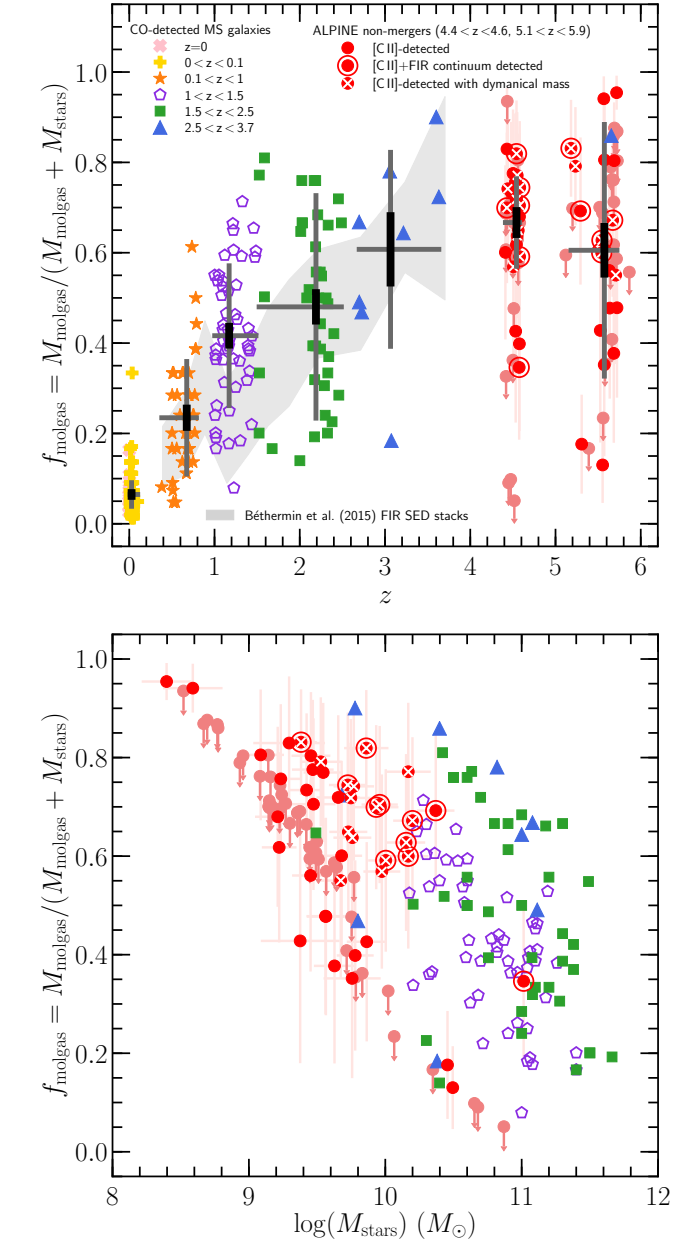 CO-detected MS galaxies
z=0
0<z<0.1
0.1<z<1
1<z<1.5
1.5<z<2.5
2.5<z<3.7
ALPINE non-mergers (4.4<z<4.6, 5.1<z<5.9)
[CII]-detected
[CII]+FIR continuum detected
[CII]-detected with dymanical mass
1.0
0.8
0.6
0.4
0.2
0.0
f_molgas = M_molgas/(M_molgas + M_stars)
Béthermin et al. (2015) FIR SED stacks
0 1 2 3 4 5 6
z
1.0
0.8
0.6
0.4
0.2
0.0
f_molgas = M_molgas/(M_molgas + M_stars)
8 9 10 11 12
log(M_stars) (M_⊙)